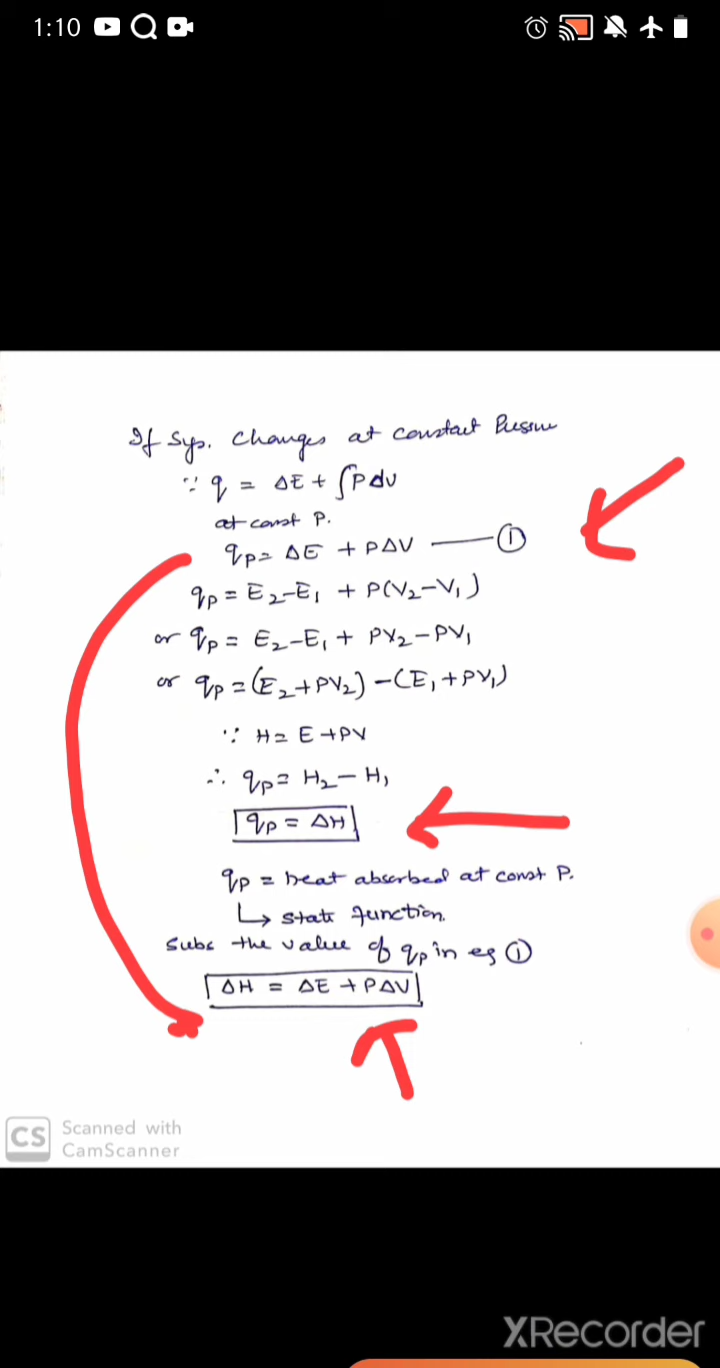 1:10
If Sys. Changes at constact Pressure
∵ q = ΔE + ∫Pdv
at const P.
qp= ΔE + PΔV —— ①
qp = E2-E1 + P(V2-V1)
or qp = E2-E1 + PV2-PV1
or qp = (E2+PV2) -(E1+PV1)
∵ H= E+PV
∴ qp= H2-H1
qp = ΔH
qp = heat absorbed at const P.
↳ State function.
Subs the value of qp in eq ①
ΔH = ΔE + PΔV
CS Scanned with
CamScanner
XRecorder